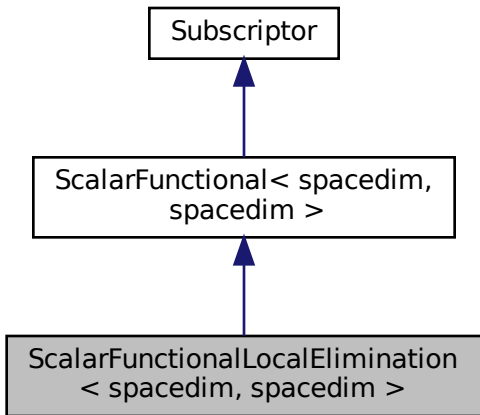 Subscriptor
ScalarFunctional< spacedim,
spacedim >
ScalarFunctionalLocalElimination
< spacedim, spacedim >